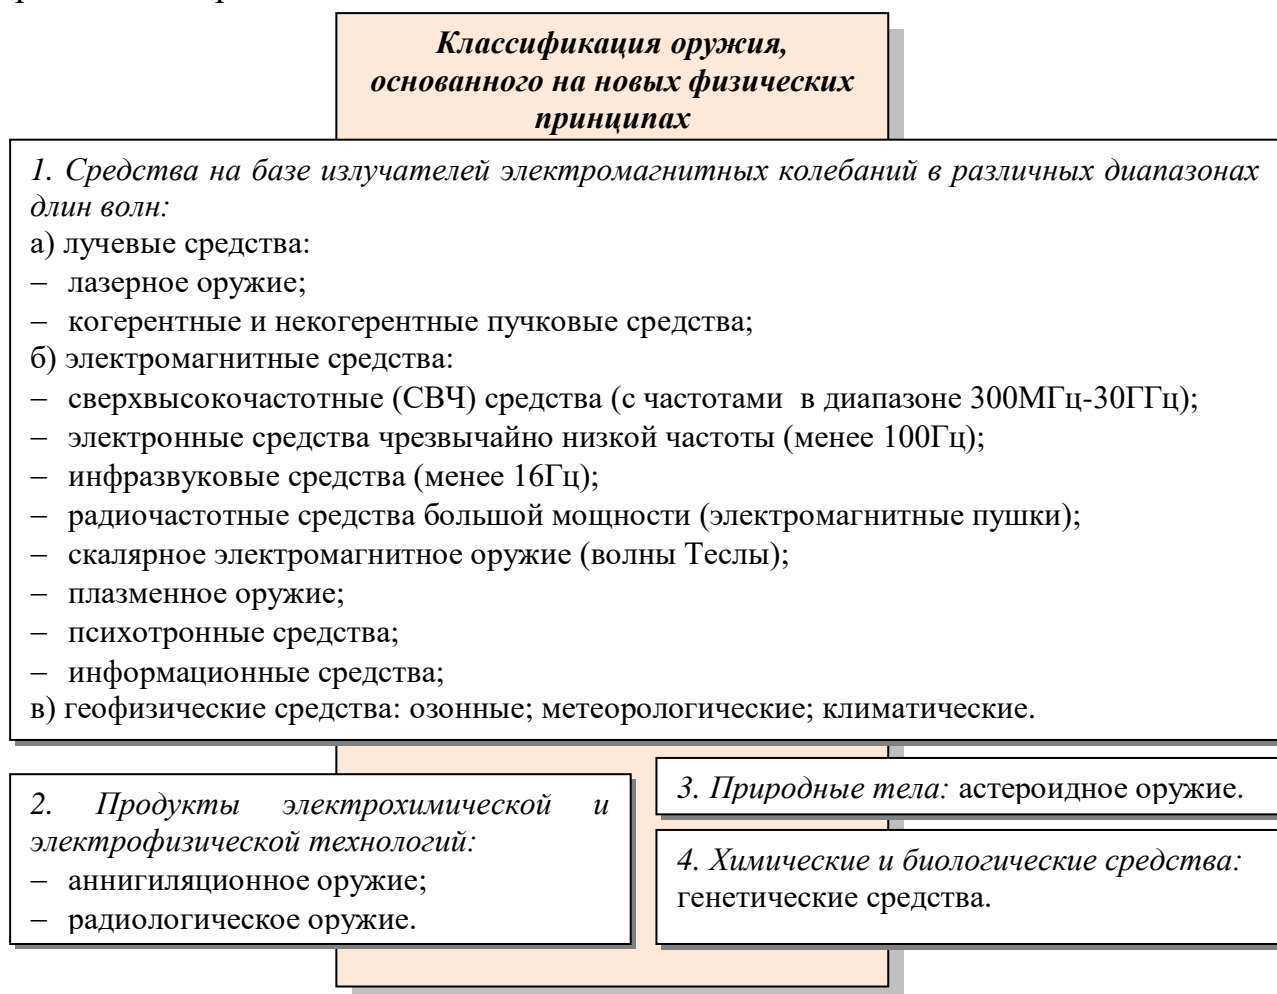 Классификация оружия,
основанного на новых физических
принципах
1. Средства на базе излучателей электромагнитных колебаний в различных диапазонах
длин волн:
а) лучевые средства:
− лазерное оружие;
− когерентные и некогерентные пучковые средства;
б) электромагнитные средства:
− сверхвысокочастотные (СВЧ) средства (с частотами в диапазоне 300МГц-30ГГц);
− электронные средства чрезвычайно низкой частоты (менее 100Гц);
− инфразвуковые средства (менее 16Гц);
− радиочастотные средства большой мощности (электромагнитные пушки);
− скалярное электромагнитное оружие (волны Теслы);
− плазменное оружие;
− психотронные средства;
− информационные средства;
в) геофизические средства: озонные; метеорологические; климатические.
2. Продукты электрохимической и
электрофизической технологий:
− аннигиляционное оружие;
− радиологическое оружие.
3. Природные тела: астероидное оружие.
4. Химические и биологические средства:
генетические средства.